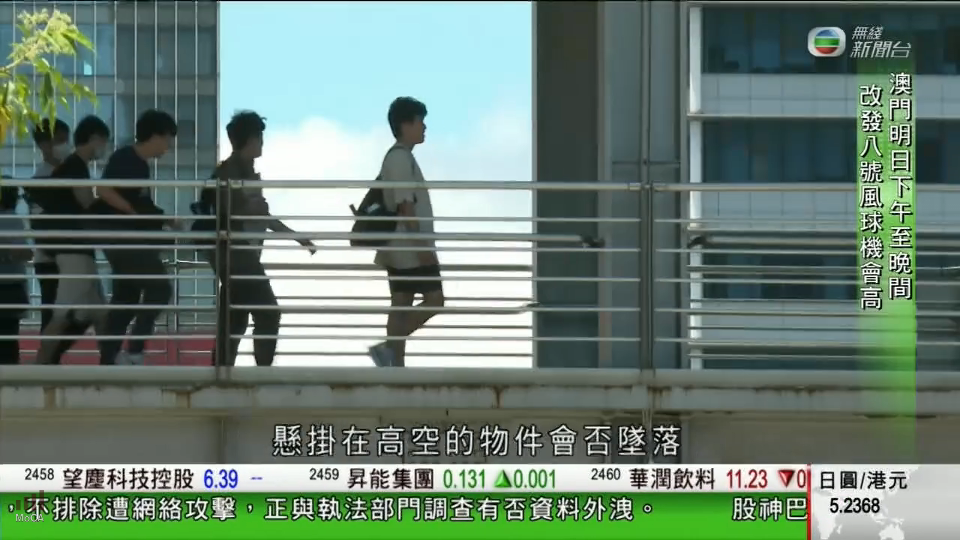 無綫
新聞台
澳門明日下午至晚間
改發八號風球機會高
懸掛在高空的物件會否墜落
2458 望塵科技控股 6.39 -- 2459 昇能集團 0.131 ▲0.001 2460 華潤飲料 11.23 ▼0
日圓/港元
5.2368
，不排除遭網絡攻擊，正與執法部門調查有否資料外洩。 股神巴